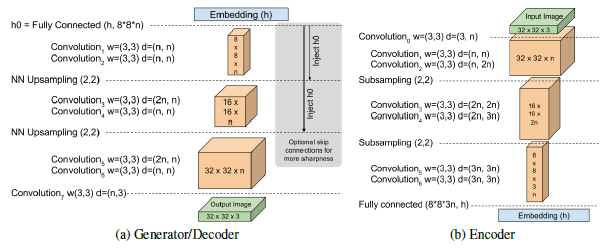 Embedding (h)
h0 = Fully Connected (h, 8*8*n)
Convolution₁ w=(3,3) d=(n, n)
Convolution₂ w=(3,3) d=(n, n)
8
x
8
x
n
NN Upsampling (2,2)
Convolution₃ w=(3,3) d=(2n, n)
Convolution₄ w=(3,3) d=(n, n)
16 x
16 x
n
NN Upsampling (2,2)
Convolution₅ w=(3,3) d=(2n, n)
Convolution₆ w=(3,3) d=(n, n)
32 x 32 x n
Convolution₇ w=(3,3) d=(n,3)
Output Image
32 x 32 x 3
Inject h0
Inject h0
Optional skip
connections for
more sharpness
(a) Generator/Decoder
Input Image
32 x 32 x 3
Convolution₀ w=(3,3) d=(3, n)
Convolution₁ w=(3,3) d=(n, n)
Convolution₂ w=(3,3) d=(n, 2n)
32 x 32 x n
Subsampling (2,2)
Convolution₃ w=(3,3) d=(2n, 2n)
Convolution₄ w=(3,3) d=(2n, 3n)
16 x
16 x
2n
Subsampling (2,2)
Convolution₅ w=(3,3) d=(3n, 3n)
Convolution₆ w=(3,3) d=(3n, 3n)
8
x
8
x
3
n
Fully connected (8*8*3n, h)
Embedding (h)
(b) Encoder